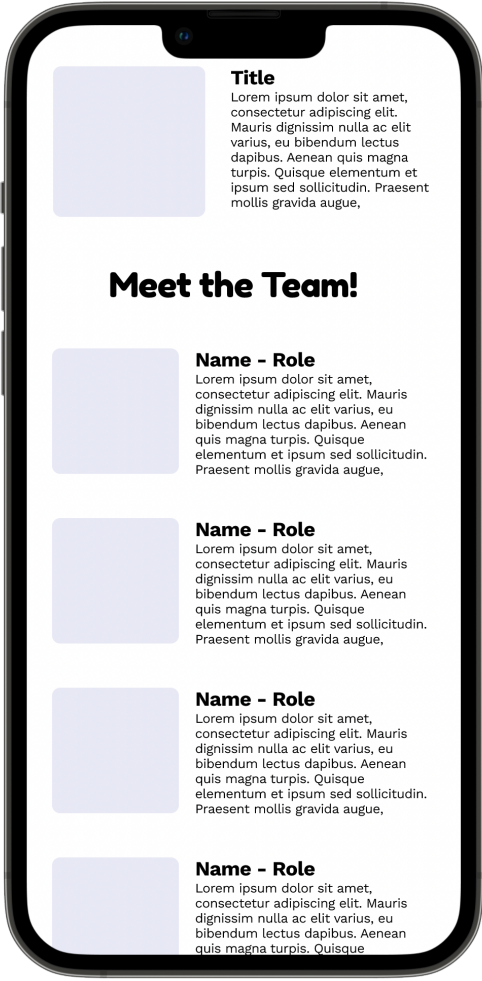 Title
Lorem ipsum dolor sit amet,
consectetur adipiscing elit.
Mauris dignissim nulla ac elit
varius, eu bibendum lectus
dapibus. Aenean quis magna
turpis. Quisque elementum et
ipsum sed sollicitudin. Praesent
mollis gravida augue,
Meet the Team!
Name - Role
Lorem ipsum dolor sit amet,
consectetur adipiscing elit. Mauris
dignissim nulla ac elit varius, eu
bibendum lectus dapibus. Aenean
quis magna turpis. Quisque
elementum et ipsum sed sollicitudin.
Praesent mollis gravida augue,
Name - Role
Lorem ipsum dolor sit amet,
consectetur adipiscing elit. Mauris
dignissim nulla ac elit varius, eu
bibendum lectus dapibus. Aenean
quis magna turpis. Quisque
elementum et ipsum sed sollicitudin.
Praesent mollis gravida augue,
Name - Role
Lorem ipsum dolor sit amet,
consectetur adipiscing elit. Mauris
dignissim nulla ac elit varius, eu
bibendum lectus dapibus. Aenean
quis magna turpis. Quisque
elementum et ipsum sed sollicitudin.
Praesent mollis gravida augue,
Name - Role
Lorem ipsum dolor sit amet,
consectetur adipiscing elit. Mauris
dignissim nulla ac elit varius, eu
bibendum lectus dapibus. Aenean
quis magna turpis. Quisque